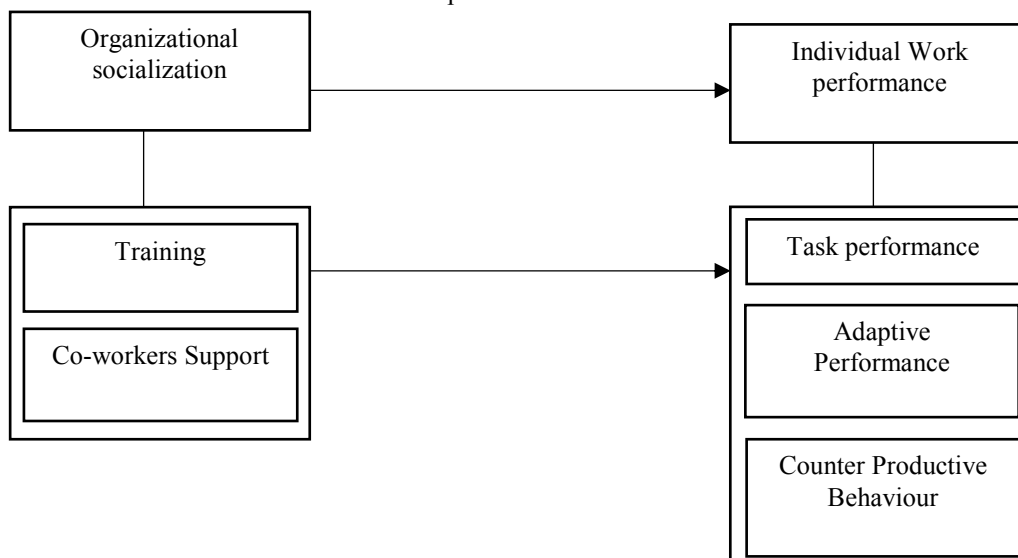 Organizational
socialization
Individual Work
performance
Training
Co-workers Support
Task performance
Adaptive
Performance
Counter Productive
Behaviour